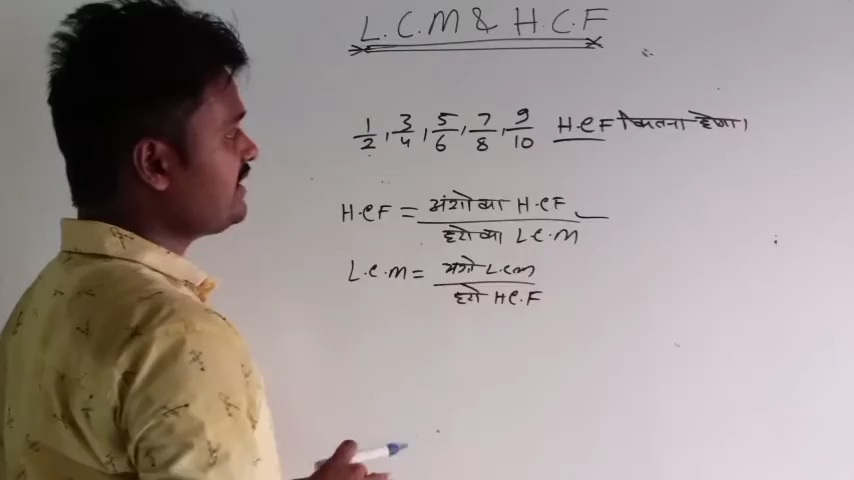 L.C.M & H.C.F
1/2, 3/4, 5/6, 7/8, 9/10 H.C.F कितना होगा।
H.C.F = अंशो का H.C.F / हरो का L.C.M
L.C.M = अंशो L.C.M / हरो H.C.F